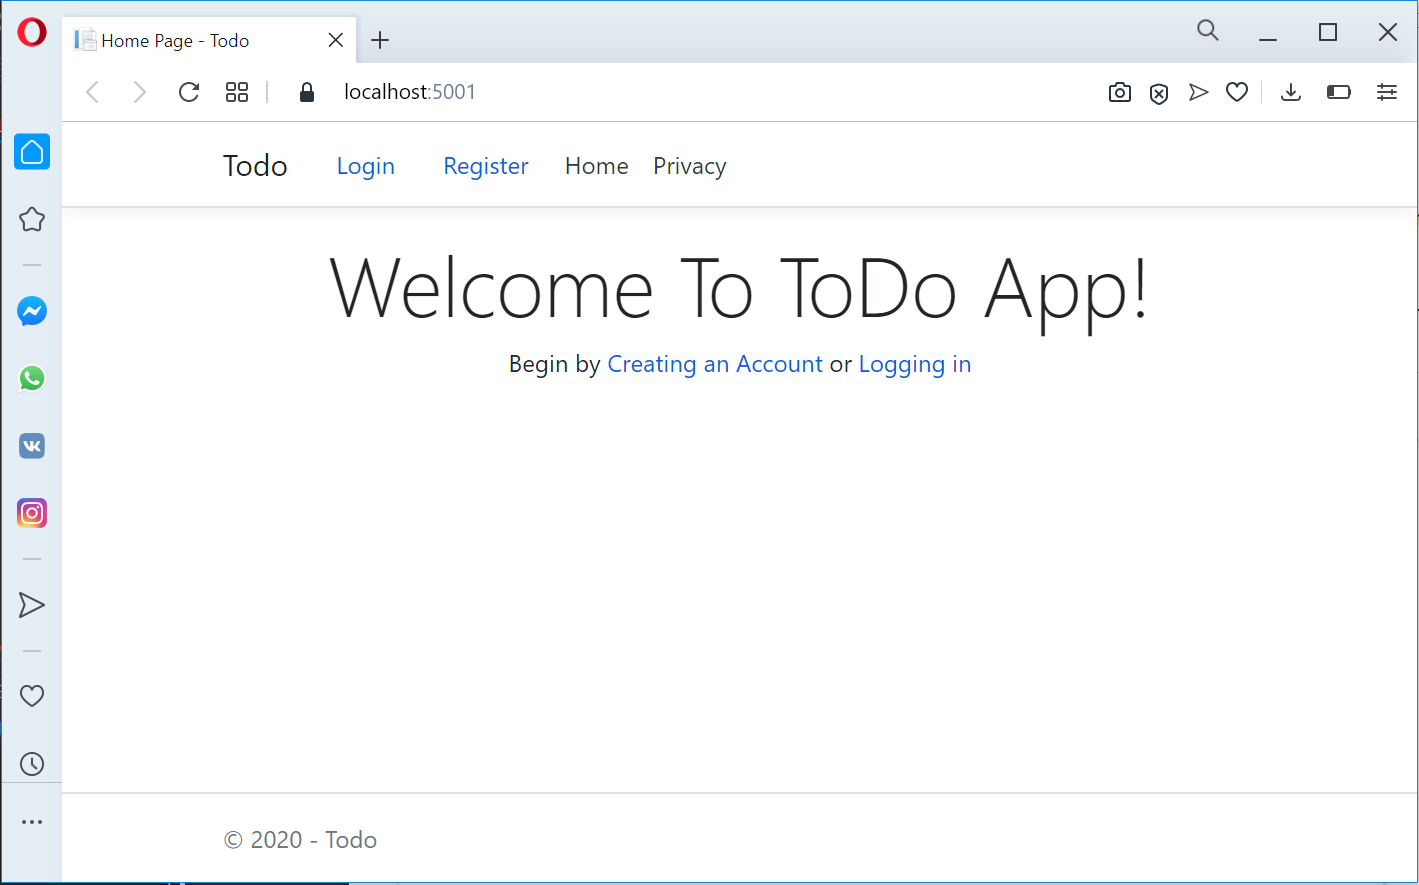 Home Page - Todo
localhost:5001
Todo Login Register Home Privacy
Welcome To ToDo App!
Begin by Creating an Account or Logging in
© 2020 - Todo